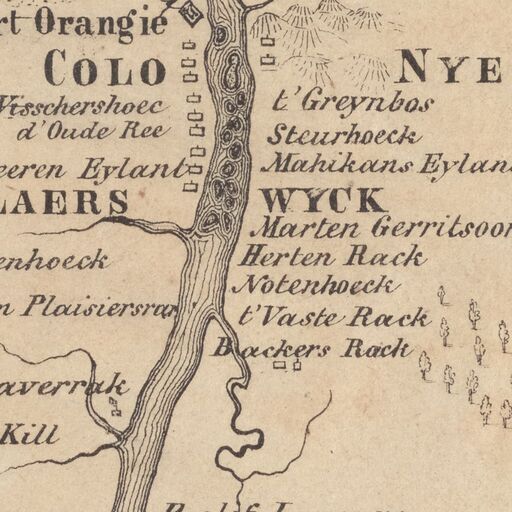 rt Orangie
COLO NYE
Visschershoec t'Greynbos
d'Oude Ree Steurhoeck
eeren Eylant Mahikans Eylan
LAERS WYCK
Marten Gerritsoon
enhoeck Herten Rack
Notenhoeck
n Plaisiersrar t'Vaste Rack
Backers Rack
averrak
Kill